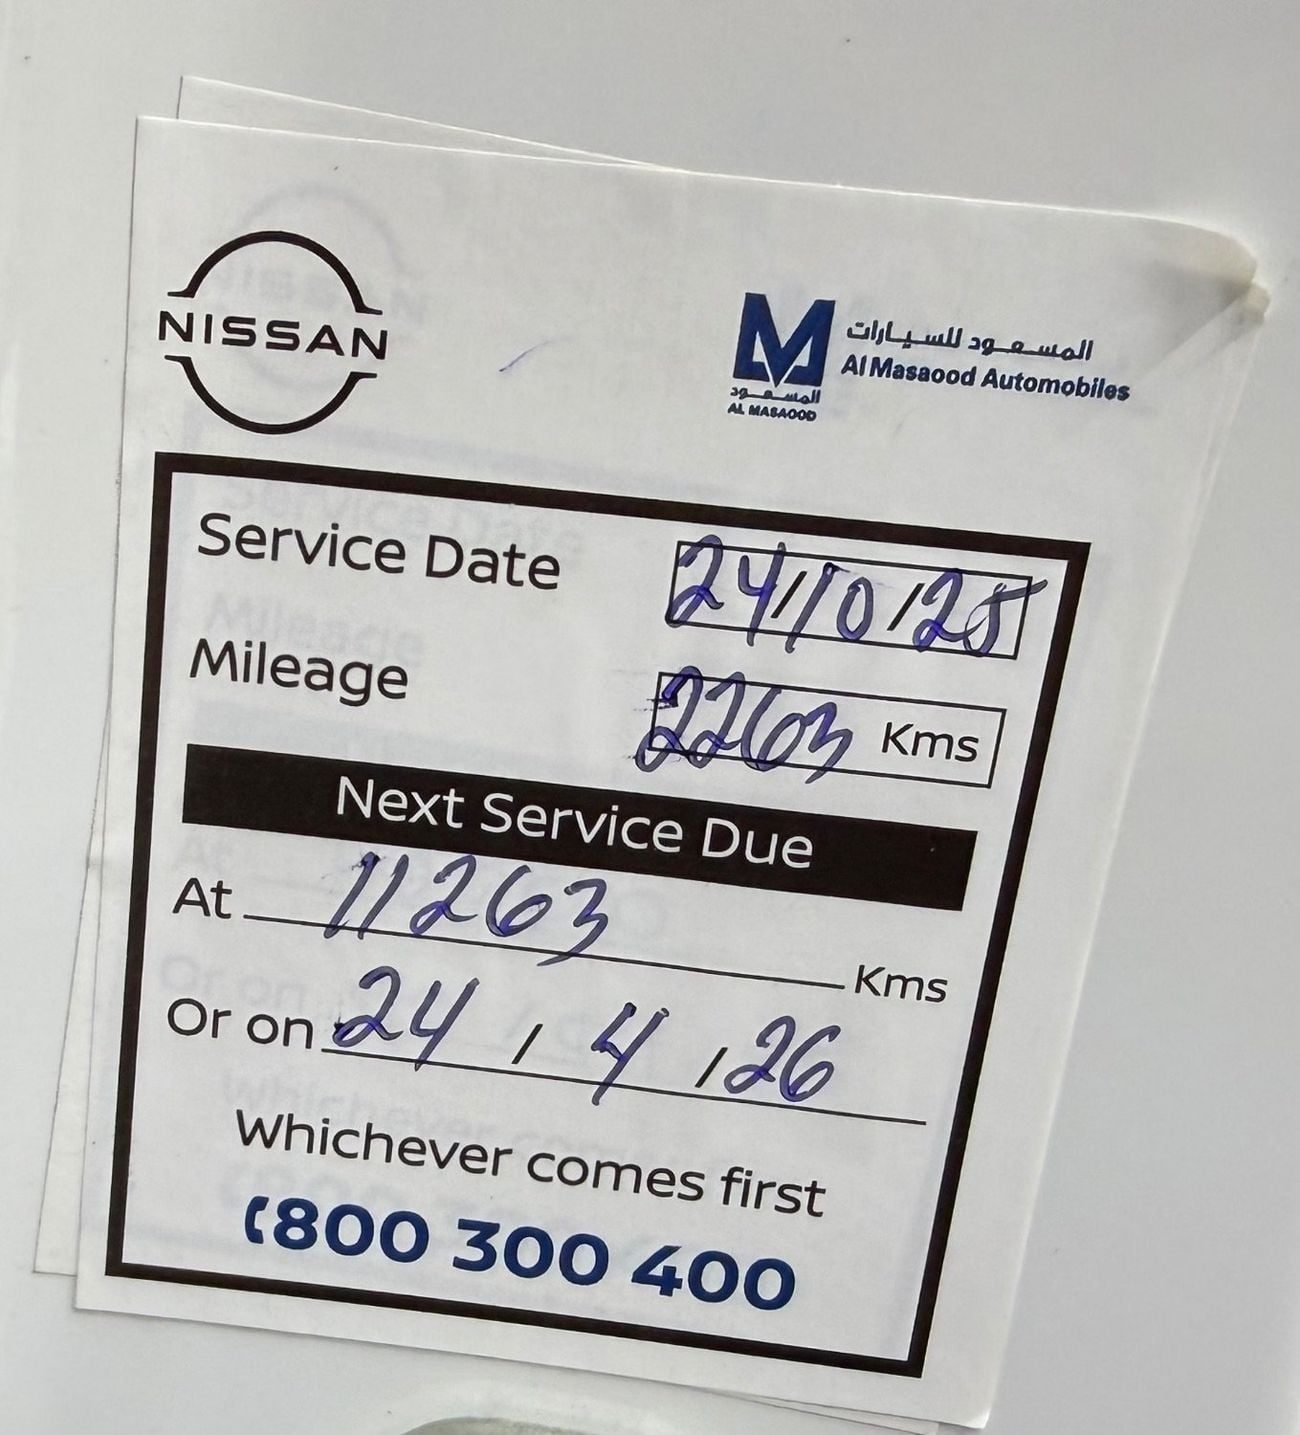 NISSAN
المسعود للسيارات
Al Masaood Automobiles
المسعود
AL MASAOOD
Service Date 24/10/25
Mileage 2263 Kms
Next Service Due
At 11263 Kms
Or on 24 / 4 / 26
Whichever comes first
800 300 400